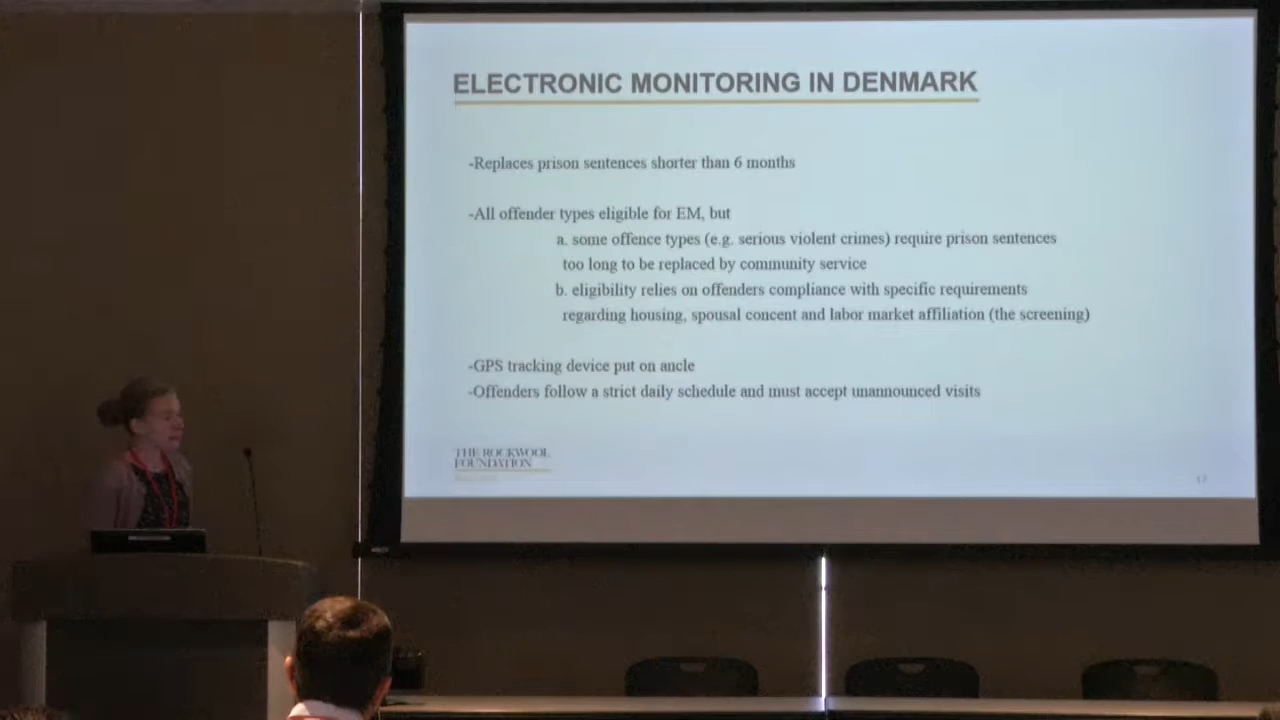 ELECTRONIC MONITORING IN DENMARK
-Replaces prison sentences shorter than 6 months
-All offender types eligible for EM, but
a. some offence types (e.g. serious violent crimes) require prison sentences
too long to be replaced by community service
b. eligibility relies on offenders compliance with specific requirements
regarding housing, spousal concent and labor market affiliation (the screening)
-GPS tracking device put on ancle
-Offenders follow a strict daily schedule and must accept unannounced visits
THE ROCKWOOL
FOUNDATION